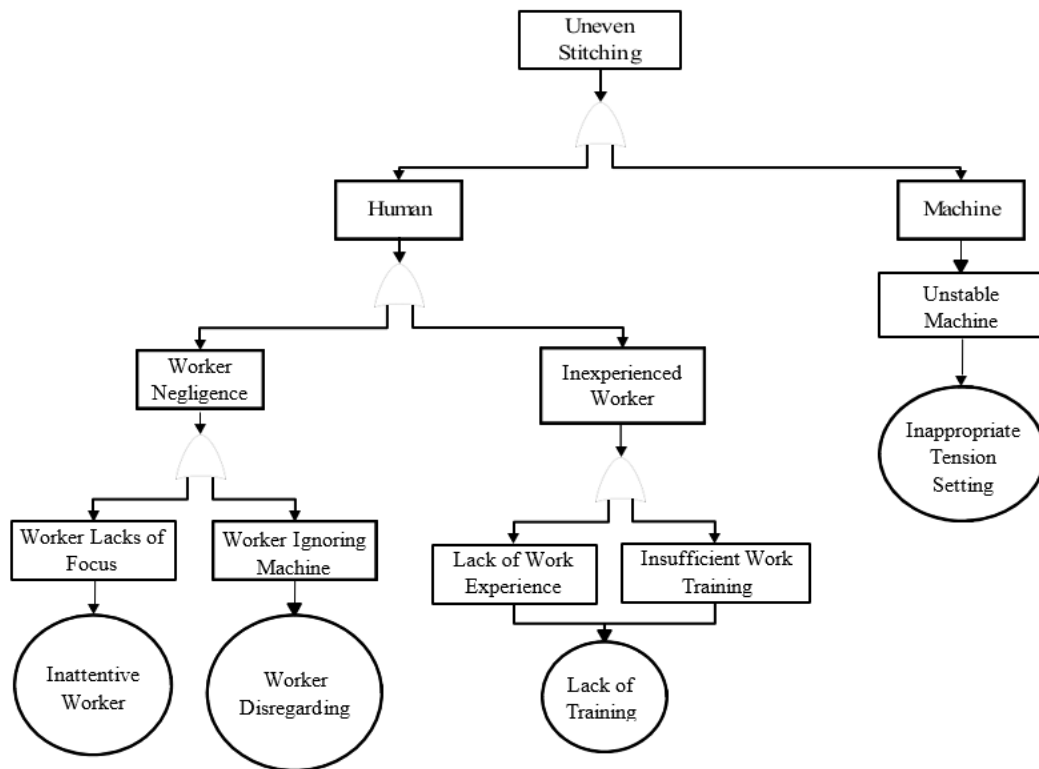 Uneven
Stitching
Human
Machine
Unstable
Machine
Worker
Negligence
Inexperienced
Worker
Inappropriate
Tension
Setting
Worker Lacks of
Focus
Worker Ignoring
Machine
Lack of Work
Experience
Insufficient Work
Training
Inattentive
Worker
Worker
Disregarding
Lack of
Training